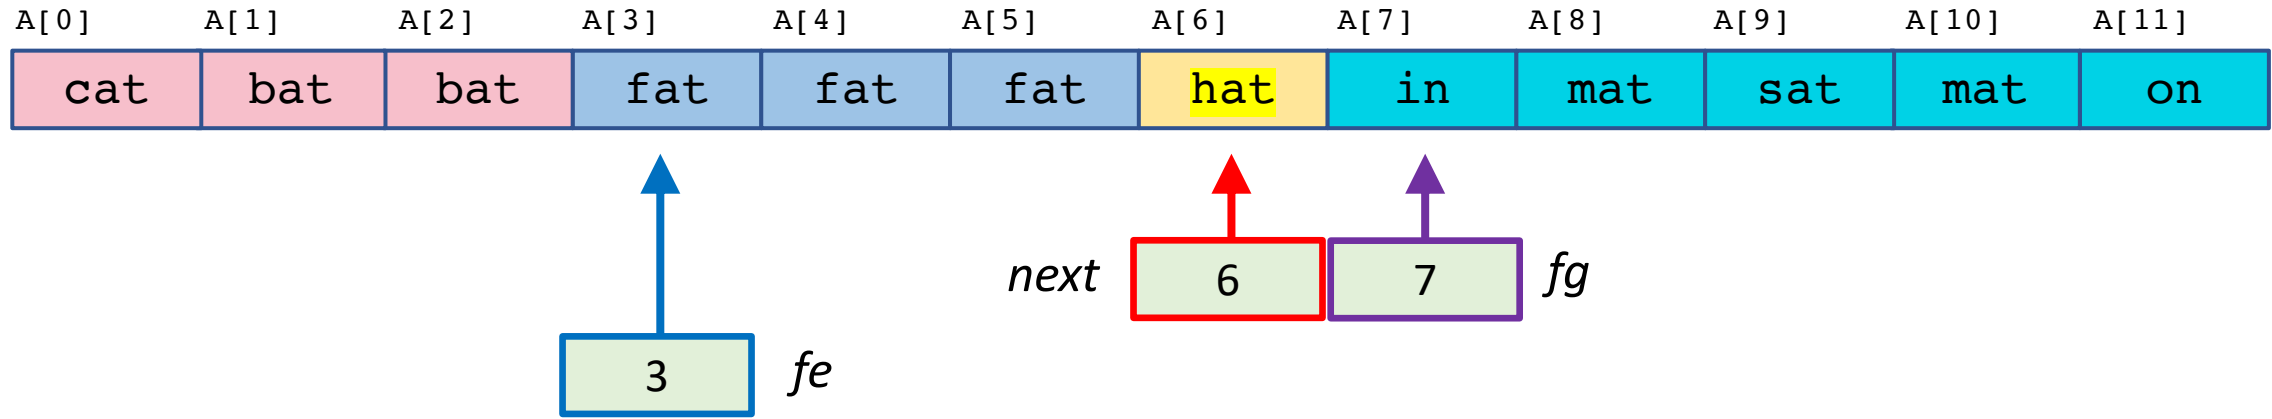 A[0] A[1] A[2] A[3] A[4] A[5] A[6] A[7] A[8] A[9] A[10] A[11]
cat bat bat fat fat fat hat in mat sat mat on
next 6 7 fg
3 fe